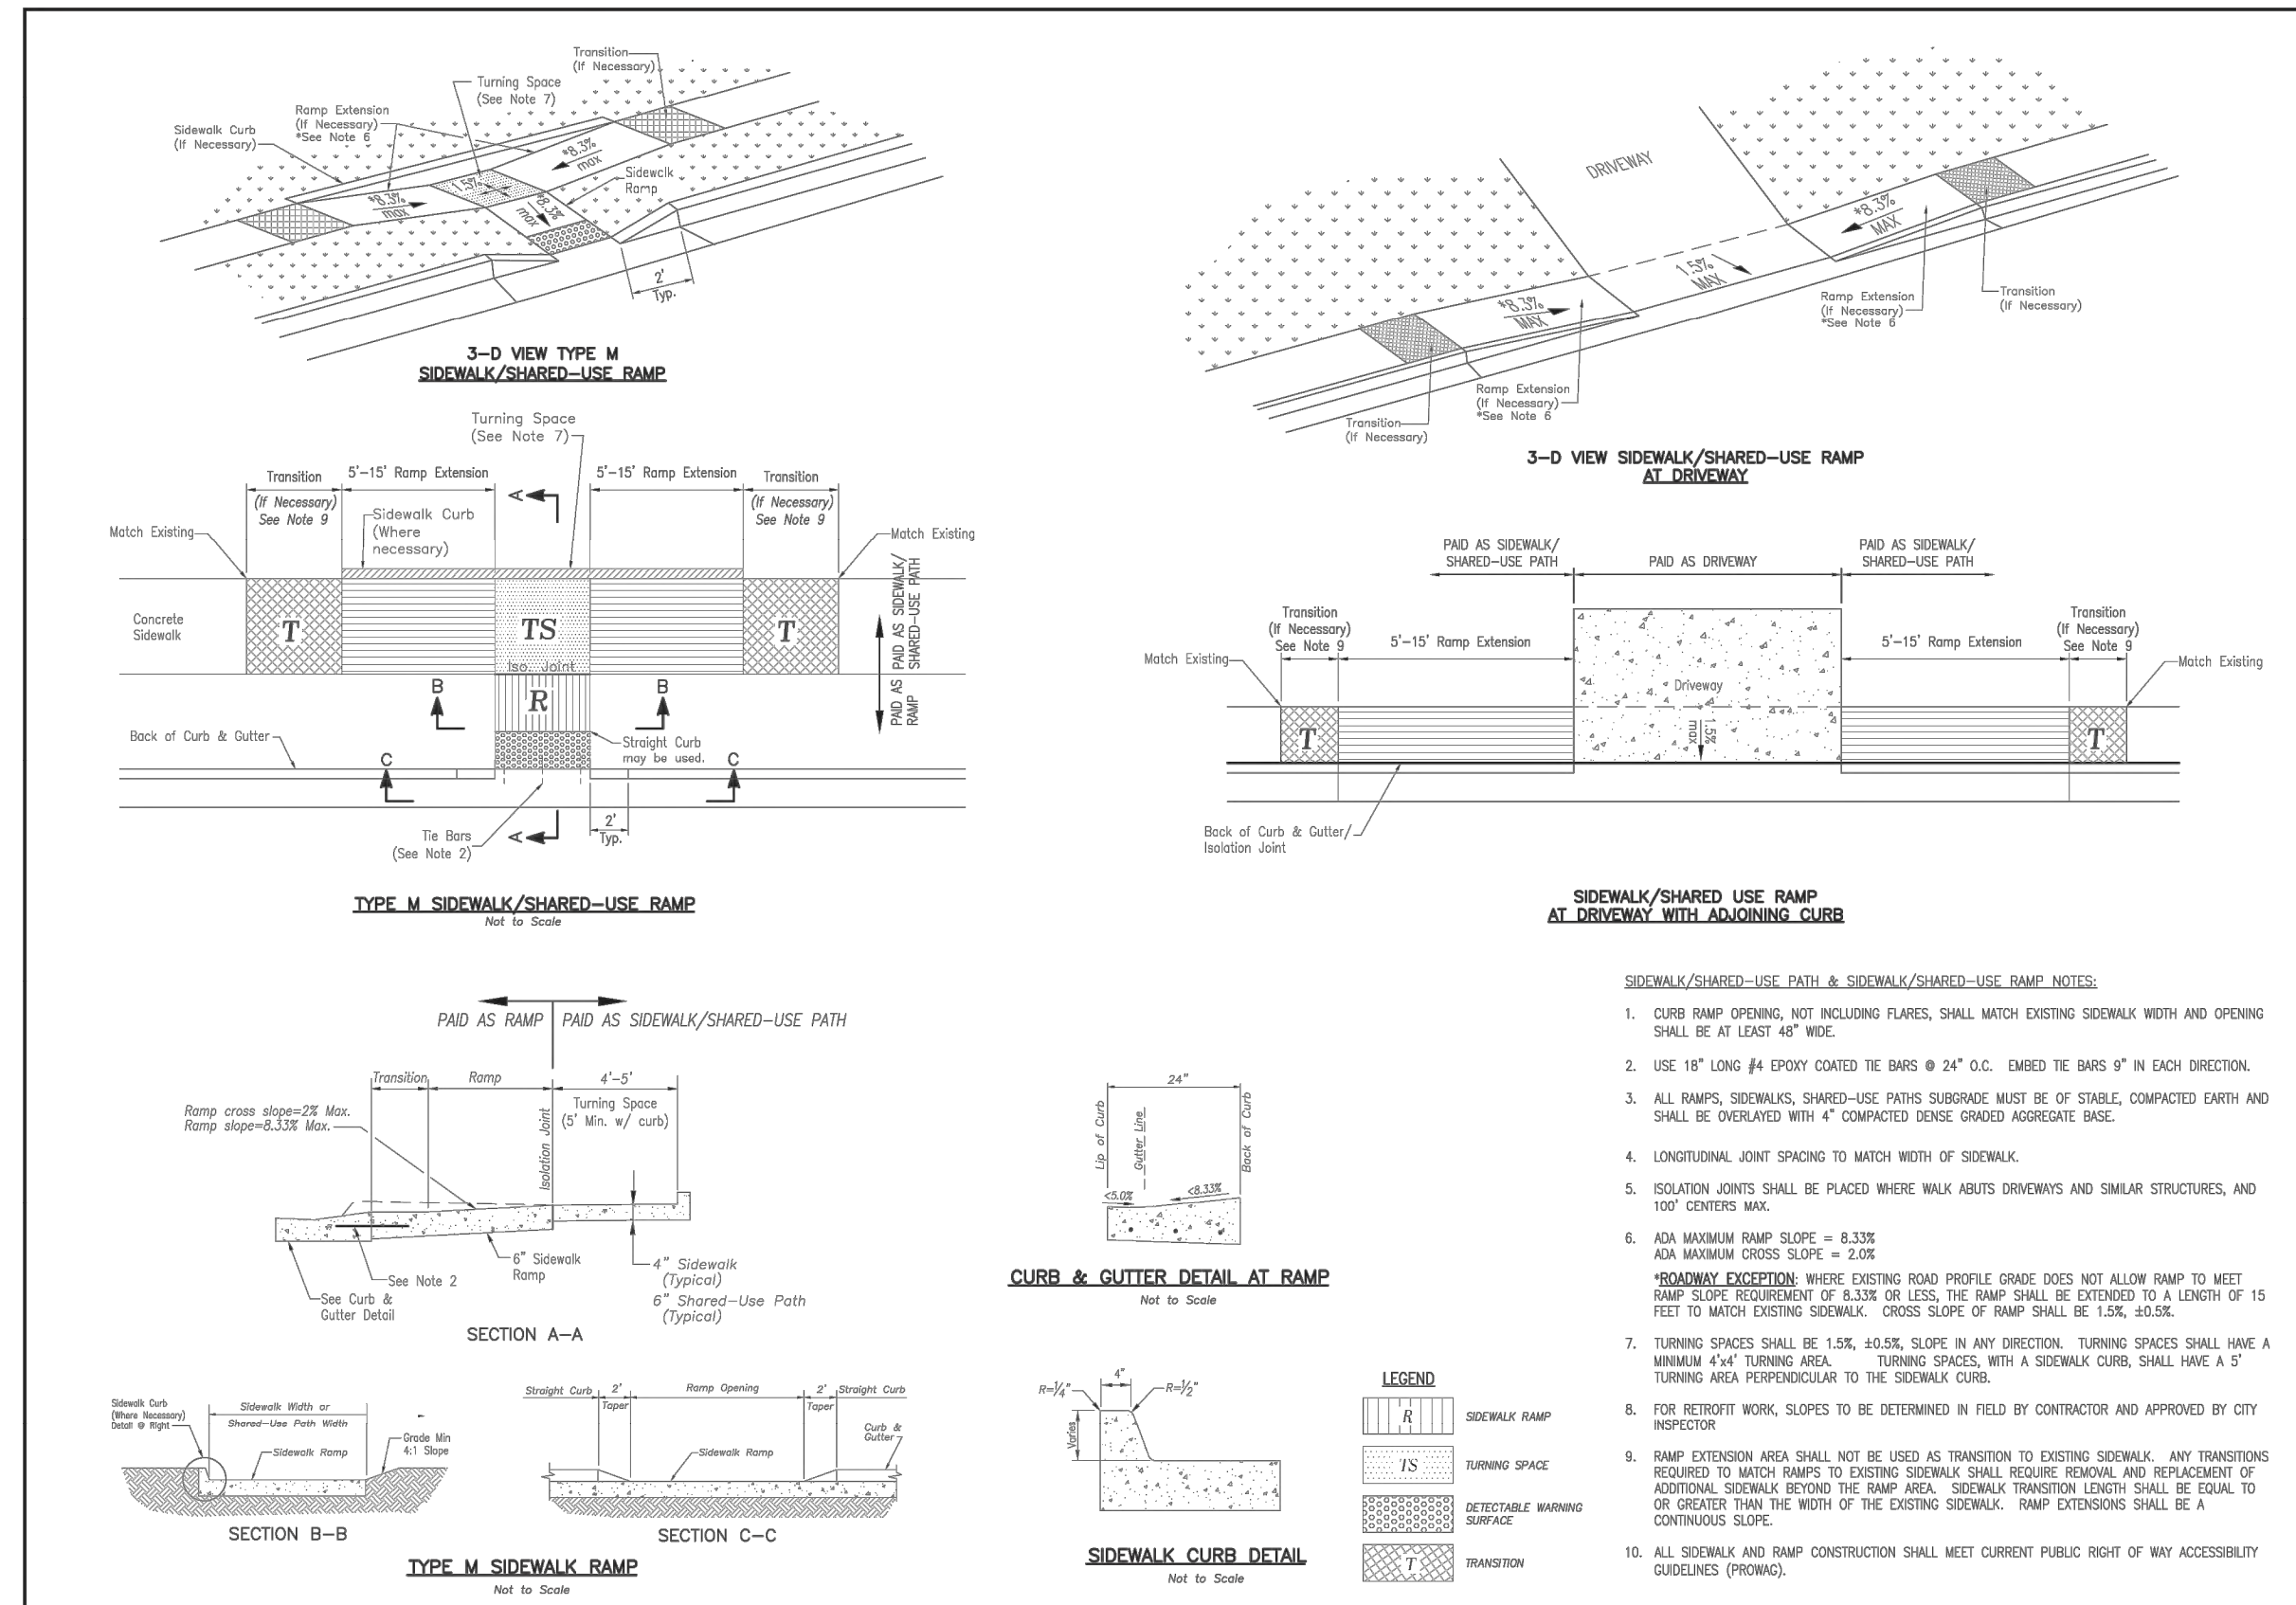 Transition
(If Necessary)
Turning Space
(See Note 7)
Ramp Extension
(If Necessary)
*See Note 6
Sidewalk Curb
(If Necessary)
*8.3%
max
1.5%
*8.3%
max
*8.3%
max
Sidewalk
Ramp
2'
Typ.
3-D VIEW TYPE M
SIDEWALK/SHARED-USE RAMP
DRIVEWAY
*8.3%
MAX
1.5%
MAX
*8.3%
MAX
Ramp Extension
(If Necessary)
*See Note 6
Transition
(If Necessary)
Ramp Extension
(If Necessary)
*See Note 6
Transition
(If Necessary)
3-D VIEW SIDEWALK/SHARED-USE RAMP
AT DRIVEWAY
Turning Space
(See Note 7)
Transition
(If Necessary)
See Note 9
5'-15' Ramp Extension
A
5'-15' Ramp Extension
Transition
(If Necessary)
See Note 9
Match Existing
Sidewalk Curb
(Where
necessary)
Match Existing
Concrete
Sidewalk
T
TS
T
Iso. Joint
R
B
B
PAID AS SIDEWALK/
SHARED-USE PATH
PAID AS
RAMP
Back of Curb & Gutter
Straight Curb
may be used.
C
C
Tie Bars
(See Note 2)
A
2'
Typ.
TYPE M SIDEWALK/SHARED-USE RAMP
Not to Scale
PAID AS SIDEWALK/
SHARED-USE PATH
PAID AS DRIVEWAY
PAID AS SIDEWALK/
SHARED-USE PATH
Transition
(If Necessary)
See Note 9
5'-15' Ramp Extension
5'-15' Ramp Extension
Transition
(If Necessary)
See Note 9
Match Existing
Match Existing
Driveway
1.5%
max
T
T
Back of Curb & Gutter/
Isolation Joint
SIDEWALK/SHARED USE RAMP
AT DRIVEWAY WITH ADJOINING CURB
PAID AS RAMP
PAID AS SIDEWALK/SHARED-USE PATH
Transition
Ramp
4'-5'
Ramp cross slope=2% Max.
Ramp slope=8.33% Max.
Isolation Joint
Turning Space
(5' Min. w/ curb)
See Note 2
See Curb &
Gutter Detail
6" Sidewalk
Ramp
4" Sidewalk
(Typical)
6" Shared-Use Path
(Typical)
SECTION A-A
24"
Lip of Curb
Gutter Line
Back of Curb
<5.0%
<8.33%
CURB & GUTTER DETAIL AT RAMP
Not to Scale
Sidewalk Curb
(Where Necessary)
Detail @ Right
Sidewalk Width or
Shared-Use Path Width
Sidewalk Ramp
Grade Min
4:1 Slope
SECTION B-B
Straight Curb
2'
Taper
Ramp Opening
2'
Taper
Straight Curb
Curb &
Gutter
Sidewalk Ramp
SECTION C-C
TYPE M SIDEWALK RAMP
Not to Scale
4"
R=1/4"
R=1/2"
Varies
SIDEWALK CURB DETAIL
Not to Scale
LEGEND
R
SIDEWALK RAMP
TS
TURNING SPACE
DETECTABLE WARNING
SURFACE
T
TRANSITION
SIDEWALK/SHARED-USE PATH & SIDEWALK/SHARED-USE RAMP NOTES:
1. CURB RAMP OPENING, NOT INCLUDING FLARES, SHALL MATCH EXISTING SIDEWALK WIDTH AND OPENING
SHALL BE AT LEAST 48" WIDE.
2. USE 18" LONG #4 EPOXY COATED TIE BARS @ 24" O.C. EMBED TIE BARS 9" IN EACH DIRECTION.
3. ALL RAMPS, SIDEWALKS, SHARED-USE PATHS SUBGRADE MUST BE OF STABLE, COMPACTED EARTH AND
SHALL BE OVERLAYED WITH 4" COMPACTED DENSE GRADED AGGREGATE BASE.
4. LONGITUDINAL JOINT SPACING TO MATCH WIDTH OF SIDEWALK.
5. ISOLATION JOINTS SHALL BE PLACED WHERE WALK ABUTS DRIVEWAYS AND SIMILAR STRUCTURES, AND
100' CENTERS MAX.
6. ADA MAXIMUM RAMP SLOPE = 8.33%
ADA MAXIMUM CROSS SLOPE = 2.0%
*ROADWAY EXCEPTION: WHERE EXISTING ROAD PROFILE GRADE DOES NOT ALLOW RAMP TO MEET
RAMP SLOPE REQUIREMENT OF 8.33% OR LESS, THE RAMP SHALL BE EXTENDED TO A LENGTH OF 15
FEET TO MATCH EXISTING SIDEWALK. CROSS SLOPE OF RAMP SHALL BE 1.5%, ±0.5%.
7. TURNING SPACES SHALL BE 1.5%, ±0.5%, SLOPE IN ANY DIRECTION. TURNING SPACES SHALL HAVE A
MINIMUM 4'x4' TURNING AREA. TURNING SPACES, WITH A SIDEWALK CURB, SHALL HAVE A 5'
TURNING AREA PERPENDICULAR TO THE SIDEWALK CURB.
8. FOR RETROFIT WORK, SLOPES TO BE DETERMINED IN FIELD BY CONTRACTOR AND APPROVED BY CITY
INSPECTOR
9. RAMP EXTENSION AREA SHALL NOT BE USED AS TRANSITION TO EXISTING SIDEWALK. ANY TRANSITIONS
REQUIRED TO MATCH RAMPS TO EXISTING SIDEWALK SHALL REQUIRE REMOVAL AND REPLACEMENT OF
ADDITIONAL SIDEWALK BEYOND THE RAMP AREA. SIDEWALK TRANSITION LENGTH SHALL BE EQUAL TO
OR GREATER THAN THE WIDTH OF THE EXISTING SIDEWALK. RAMP EXTENSIONS SHALL BE A
CONTINUOUS SLOPE.
10. ALL SIDEWALK AND RAMP CONSTRUCTION SHALL MEET CURRENT PUBLIC RIGHT OF WAY ACCESSIBILITY
GUIDELINES (PROWAG).